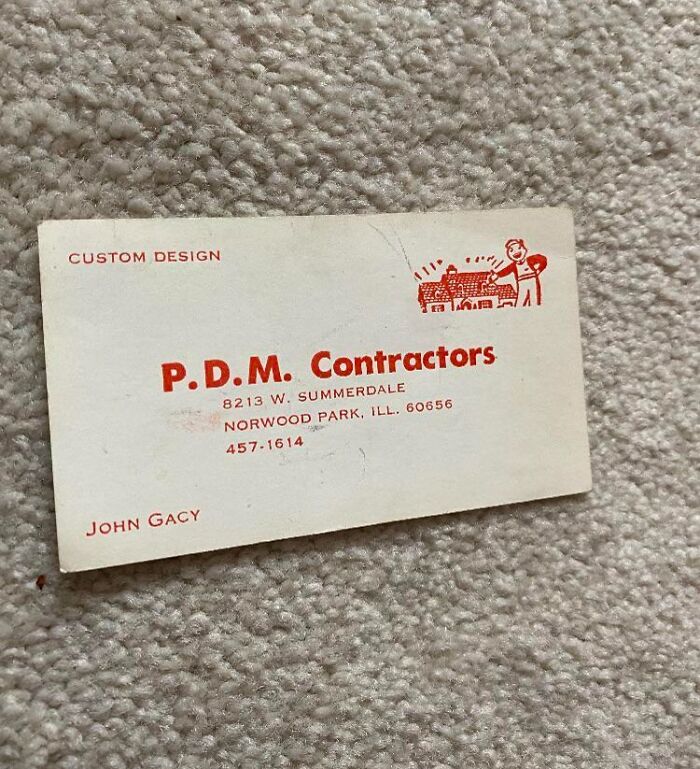 CUSTOM DESIGN
P.D.M. Contractors
8213 W. SUMMERDALE
NORWOOD PARK, ILL. 60656
457-1614
JOHN GACY